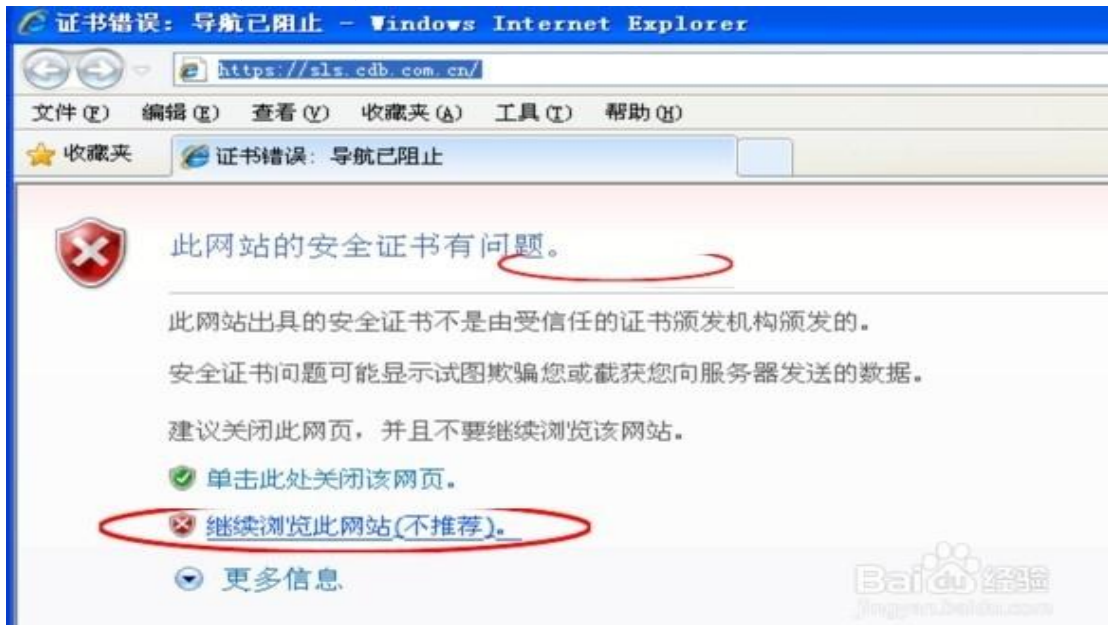 证书错误: 导航已阻止 - Windows Internet Explorer
https://sls.cdb.com.cn/
文件(F) 编辑(E) 查看(V) 收藏夹(A) 工具(T) 帮助(H)
收藏夹 证书错误: 导航已阻止
此网站的安全证书有问题。
此网站出具的安全证书不是由受信任的证书颁发机构颁发的。
安全证书问题可能显示试图欺骗您或截获您向服务器发送的数据。
建议关闭此网页，并且不要继续浏览该网站。
单击此处关闭该网页。
继续浏览此网站(不推荐)。
更多信息
Baidu 经验
jingyan.baidu.com